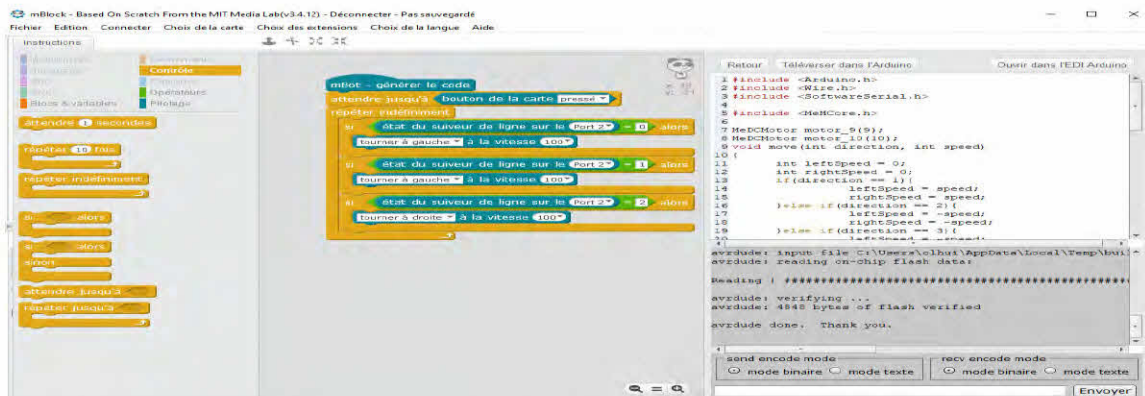 mBlock - Based On Scratch From the MIT Media Lab(v3.4.12) - Déconnecter - Pas sauvegardé
Fichier Edition Connecter Choix de la carte Choix des extensions Choix de la langue Aide
Instructions
Contrôle
Opérateurs
Blocs & variables
Pilotage
attendre 1 secondes
répéter 10 fois
répéter indéfiniment
si alors
si alors
sinon
attendre jusqu'à
répéter jusqu'à
mBot - générer le code
attendre jusqu'à bouton de la carte pressé
répéter indéfiniment
si état du suiveur de ligne sur le Port 2 = 0 alors
tourner à gauche à la vitesse 100
si état du suiveur de ligne sur le Port 2 = 1 alors
tourner à gauche à la vitesse 100
si état du suiveur de ligne sur le Port 2 = 2 alors
tourner à droite à la vitesse 100
Retour Téléverser dans l'Arduino Ouvrir dans l'EDI Arduino
1 #include <Arduino.h>
2 #include <Wire.h>
3 #include <SoftwareSerial.h>
4
5 #include <MeMCore.h>
6
7 MeDCMotor motor_9(9);
8 MeDCMotor motor_10(10);
9 void move(int direction, int speed)
10 {
11 int leftSpeed = 0;
12 int rightSpeed = 0;
13 if(direction == 1){
14 leftSpeed = speed;
15 rightSpeed = speed;
16 }else if(direction == 2){
17 leftSpeed = -speed;
18 rightSpeed = -speed;
19 }else if(direction == 3){
avrdude: input file C:\Users\clhui\AppData\Local\Temp\bui
avrdude: reading on-chip flash data:
Reading | ##########################################
avrdude: verifying ...
avrdude: 4848 bytes of flash verified
avrdude done. Thank you.
send encode mode recv encode mode
mode binaire mode texte mode binaire mode texte
Envoyer